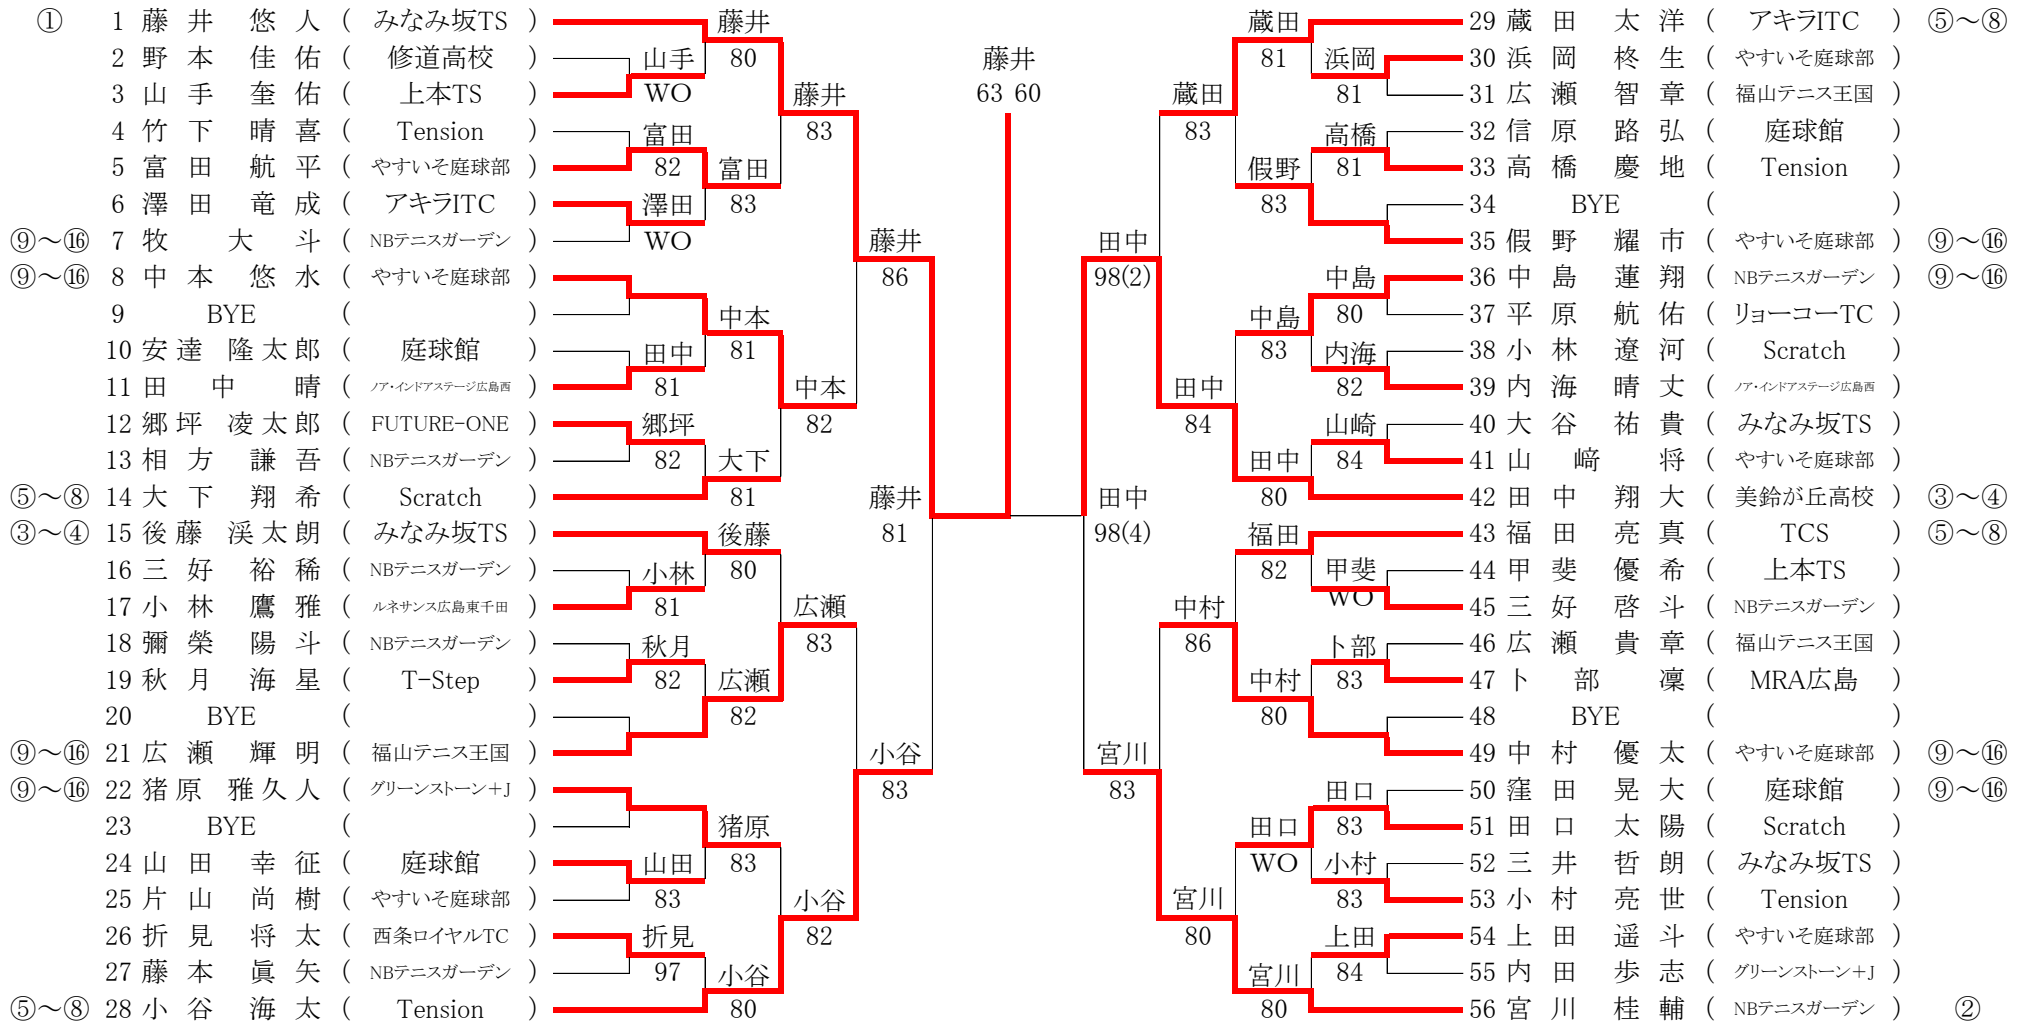 ① 1 藤井 悠人 ( みなみ坂TS ) 藤井 蔵田 29 蔵田 太洋 ( アキラITC ) ⑤～⑧
2 野本 佳佑 ( 修道高校 ) 山手 80 藤井 81 浜岡 30 浜岡 柊生 ( やすいそ庭球部 )
3 山手 奎佑 ( 上本TS ) WO 藤井 63 60 蔵田 81 31 広瀬 智章 ( 福山テニス王国 )
4 竹下 晴喜 ( Tension ) 富田 83 83 高橋 32 信原 路弘 ( 庭球館 )
5 富田 航平 ( やすいそ庭球部 ) 82 富田 假野 81 33 高橋 慶地 ( Tension )
6 澤田 竜成 ( アキラITC ) 澤田 83 83 34 BYE ( )
⑨～⑯ 7 牧 大斗 ( NBテニスガーデン ) WO 藤井 田中 35 假野 耀市 ( やすいそ庭球部 ) ⑨～⑯
⑨～⑯ 8 中本 悠水 ( やすいそ庭球部 ) 86 98(2) 中島 36 中島 蓮翔 ( NBテニスガーデン ) ⑨～⑯
9 BYE ( ) 中本 中島 80 37 平原 航佑 ( リョーコーTC )
10 安達 隆太郎 ( 庭球館 ) 田中 81 83 内海 38 小林 遼河 ( Scratch )
11 田中 晴 ( ノア・インドアステージ広島西 ) 81 中本 田中 82 39 内海 晴丈 ( ノア・インドアステージ広島西 )
12 郷坪 凌太郎 ( FUTURE-ONE ) 郷坪 82 84 山崎 40 大谷 祐貴 ( みなみ坂TS )
13 相方 謙吾 ( NBテニスガーデン ) 82 大下 田中 84 41 山﨑 将 ( やすいそ庭球部 )
⑤～⑧ 14 大下 翔希 ( Scratch ) 81 藤井 田中 80 42 田中 翔大 ( 美鈴が丘高校 ) ③～④
③～④ 15 後藤 渓太朗 ( みなみ坂TS ) 後藤 81 98(4) 福田 43 福田 亮真 ( TCS ) ⑤～⑧
16 三好 裕稀 ( NBテニスガーデン ) 小林 80 82 甲斐 44 甲斐 優希 ( 上本TS )
17 小林 鷹雅 ( ルネサンス広島東千田 ) 81 広瀬 中村 WO 45 三好 啓斗 ( NBテニスガーデン )
18 彌榮 陽斗 ( NBテニスガーデン ) 秋月 83 86 卜部 46 広瀬 貴章 ( 福山テニス王国 )
19 秋月 海星 ( T-Step ) 82 広瀬 中村 83 47 卜部 凜 ( MRA広島 )
20 BYE ( ) 82 80 48 BYE ( )
⑨～⑯ 21 広瀬 輝明 ( 福山テニス王国 ) 小谷 宮川 49 中村 優太 ( やすいそ庭球部 ) ⑨～⑯
⑨～⑯ 22 猪原 雅久人 ( グリーンストーン+J ) 83 83 田口 50 窪田 晃大 ( 庭球館 ) ⑨～⑯
23 BYE ( ) 猪原 田口 83 51 田口 太陽 ( Scratch )
24 山田 幸征 ( 庭球館 ) 山田 83 WO 小村 52 三井 哲朗 ( みなみ坂TS )
25 片山 尚樹 ( やすいそ庭球部 ) 83 小谷 宮川 83 53 小村 亮世 ( Tension )
26 折見 将太 ( 西条ロイヤルTC ) 折見 82 80 上田 54 上田 遥斗 ( やすいそ庭球部 )
27 藤本 眞矢 ( NBテニスガーデン ) 97 小谷 宮川 84 55 内田 歩志 ( グリーンストーン+J )
⑤～⑧ 28 小谷 海太 ( Tension ) 80 80 56 宮川 桂輔 ( NBテニスガーデン ) ②